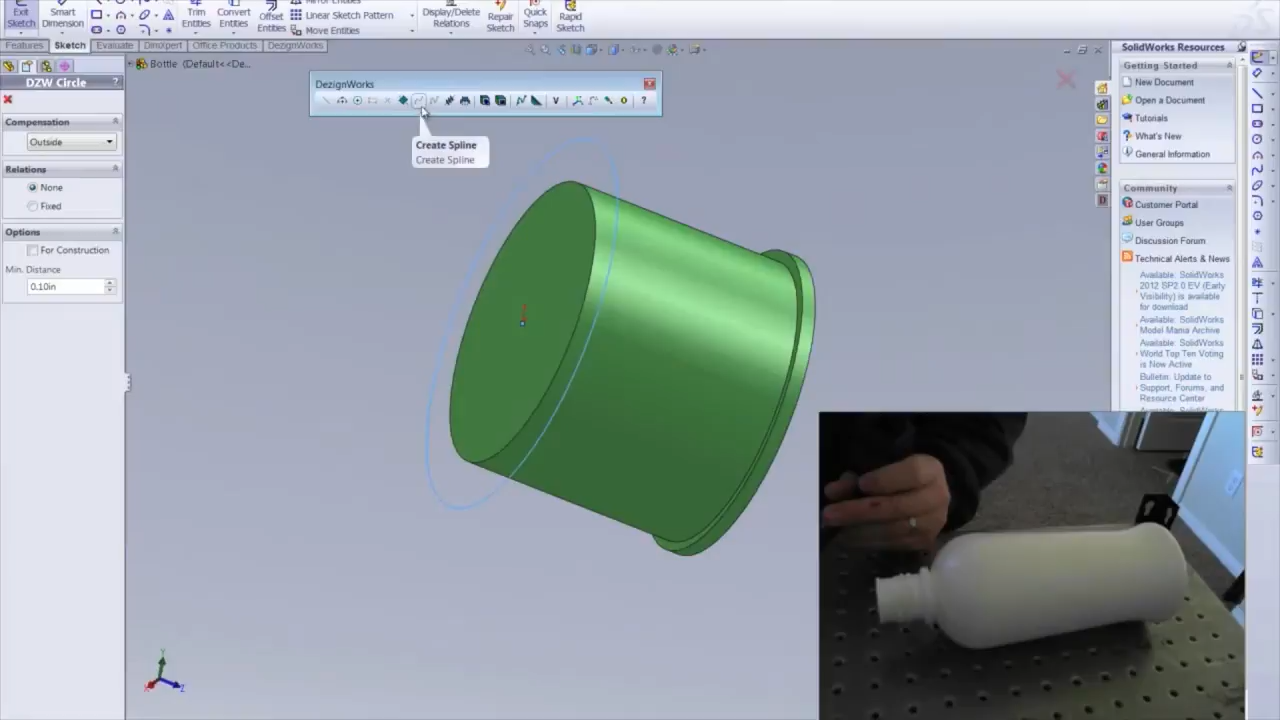 Exit
Sketch
Smart
Dimension
Trim
Entities
Convert
Entities
Offset
Entities
Mirror Entities
Linear Sketch Pattern
Move Entities
Display/Delete
Relations
Repair
Sketch
Quick
Snaps
Rapid
Sketch
Features
Sketch
Evaluate
DimXpert
Office Products
DezignWorks
Bottle (Default<<De...
DZW Circle
?
Compensation
Outside
Relations
None
Fixed
Options
For Construction
Min. Distance
0.10in
DezignWorks
V
?
Create Spline
Create Spline
Y
X
Z
SolidWorks Resources
Getting Started
New Document
Open a Document
Tutorials
What's New
General Information
Community
Customer Portal
User Groups
Discussion Forum
Technical Alerts & News
Available: SolidWorks
2012 SP2.0 EV (Early
Visibility) is available
for download
Available: SolidWorks
Model Mania Archive
Available: SolidWorks
World Top Ten Voting
is Now Active
Bulletin: Update to
Support, Forums, and
Resource Center